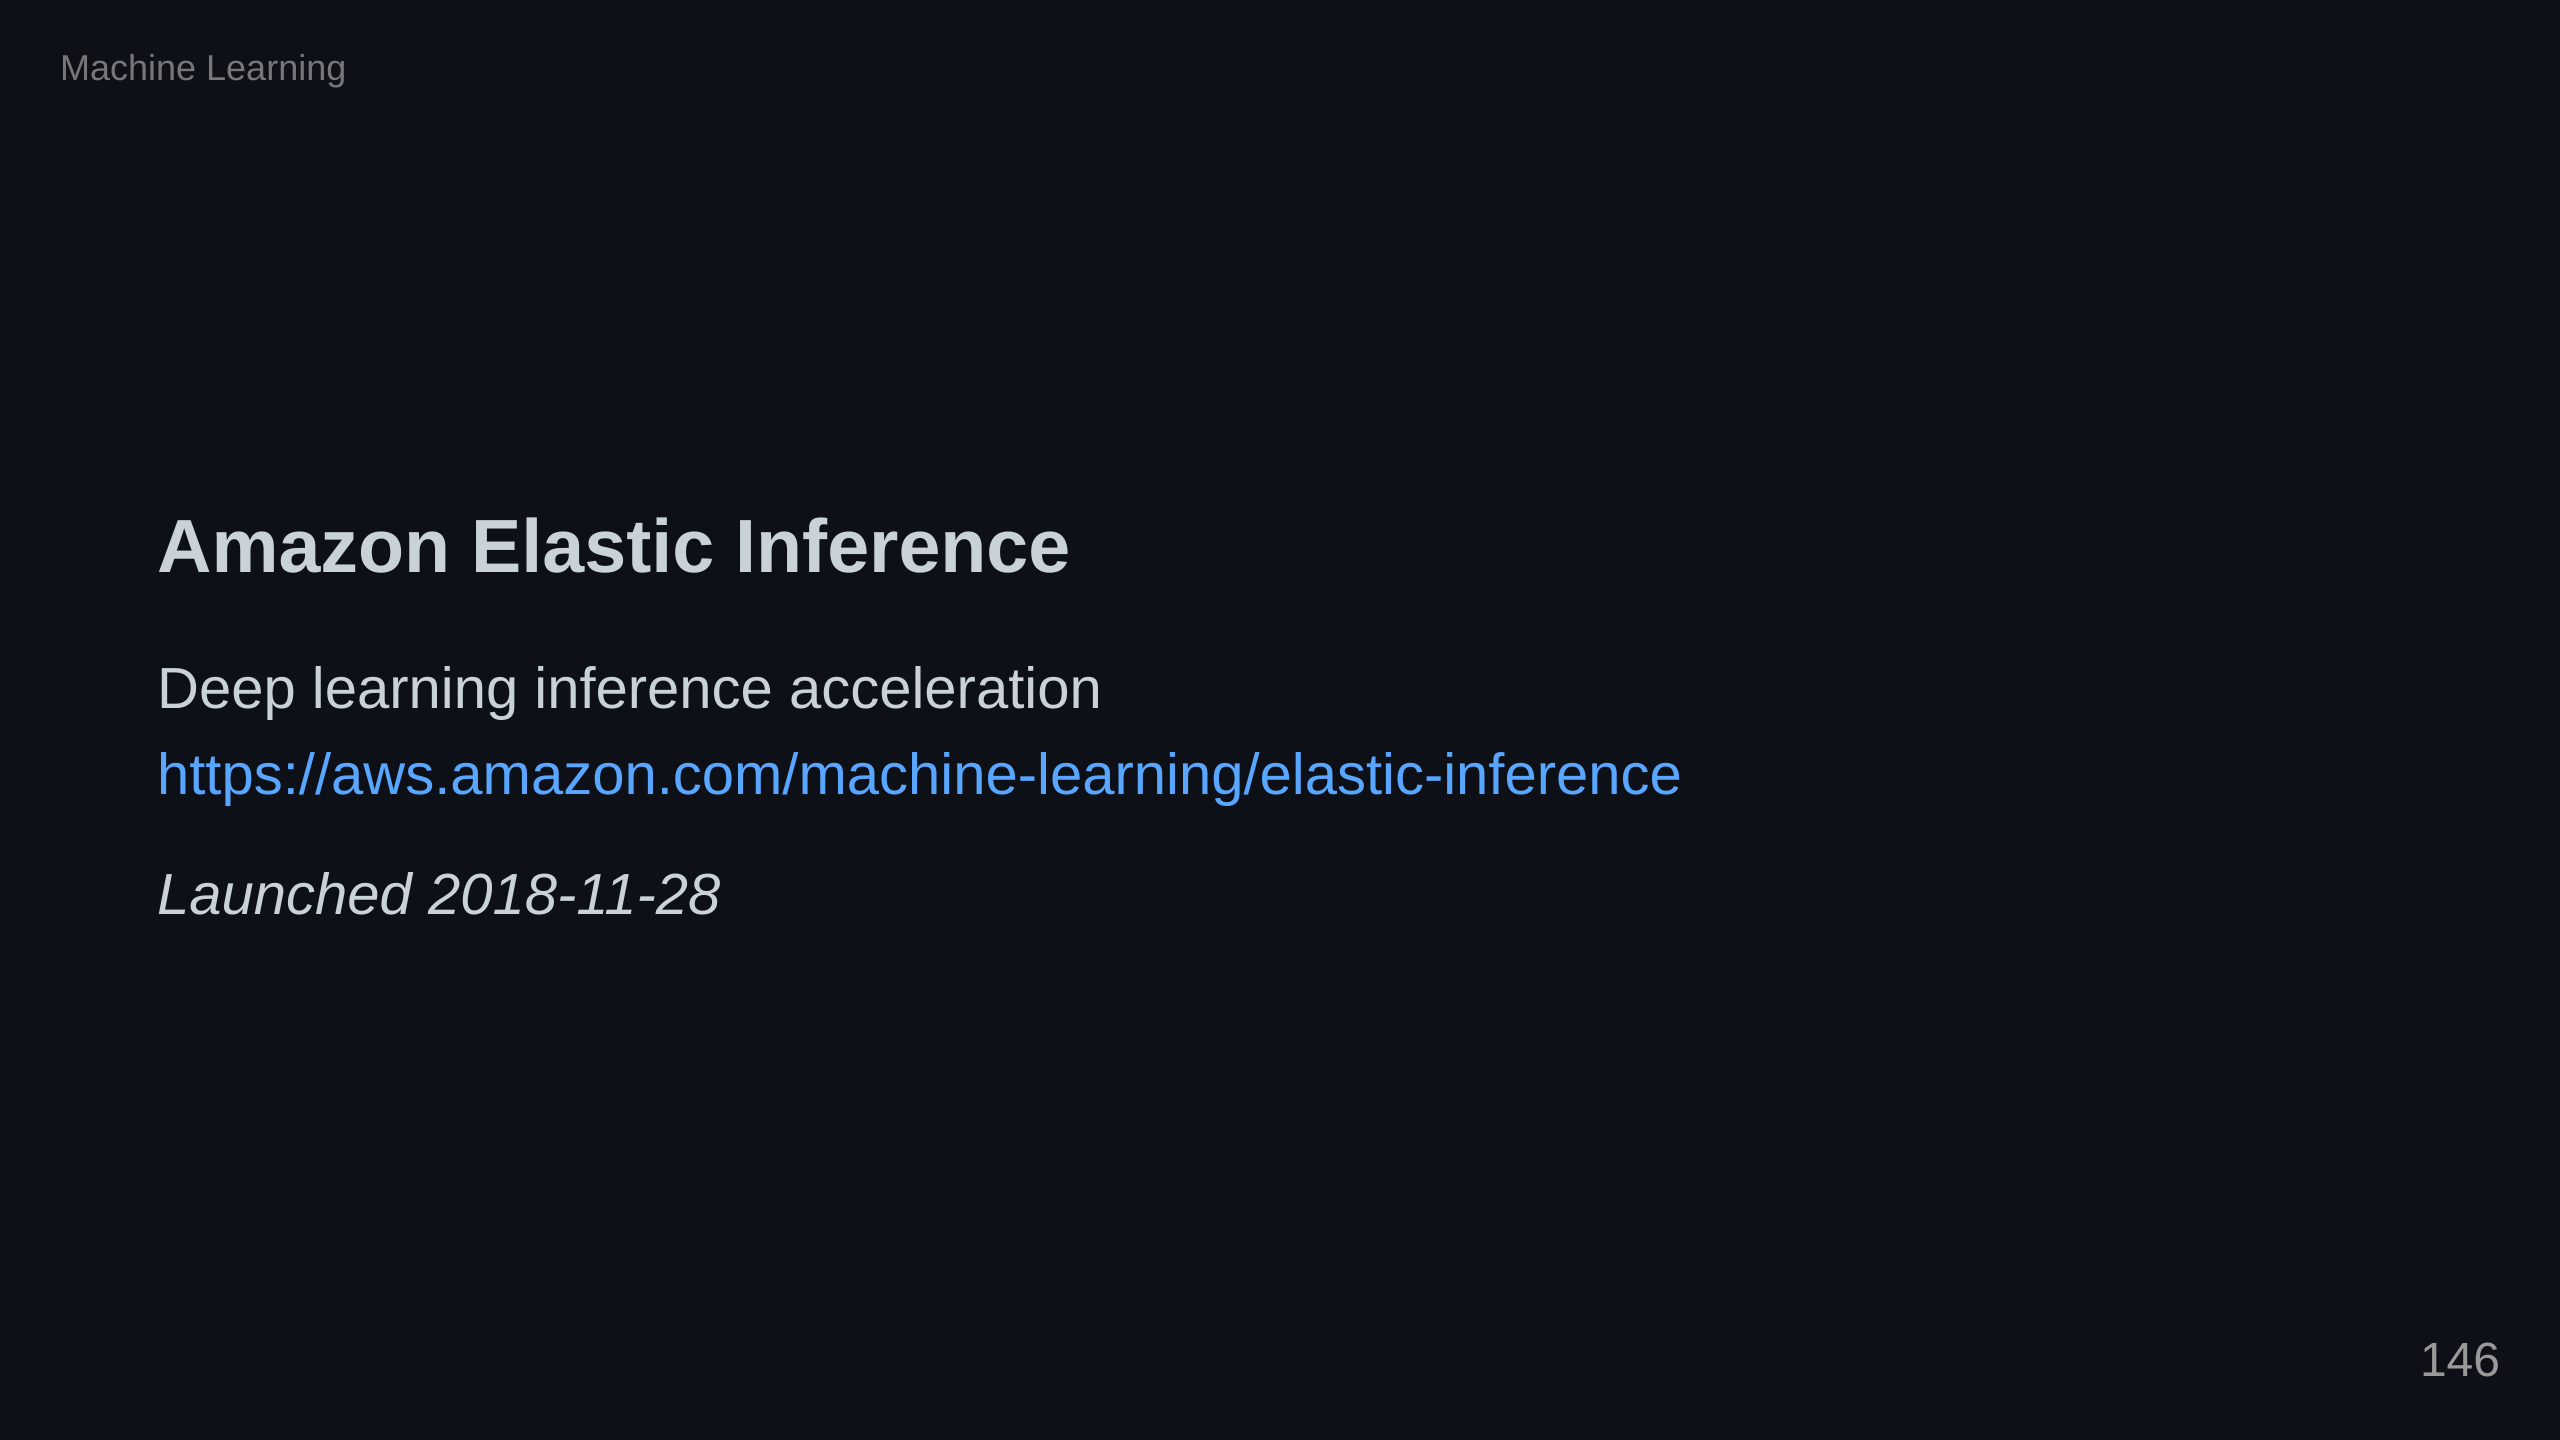 Machine Learning
Amazon Elastic Inference
Deep learning inference acceleration
https://aws.amazon.com/machine-learning/elastic-inference
Launched 2018-11-28
146